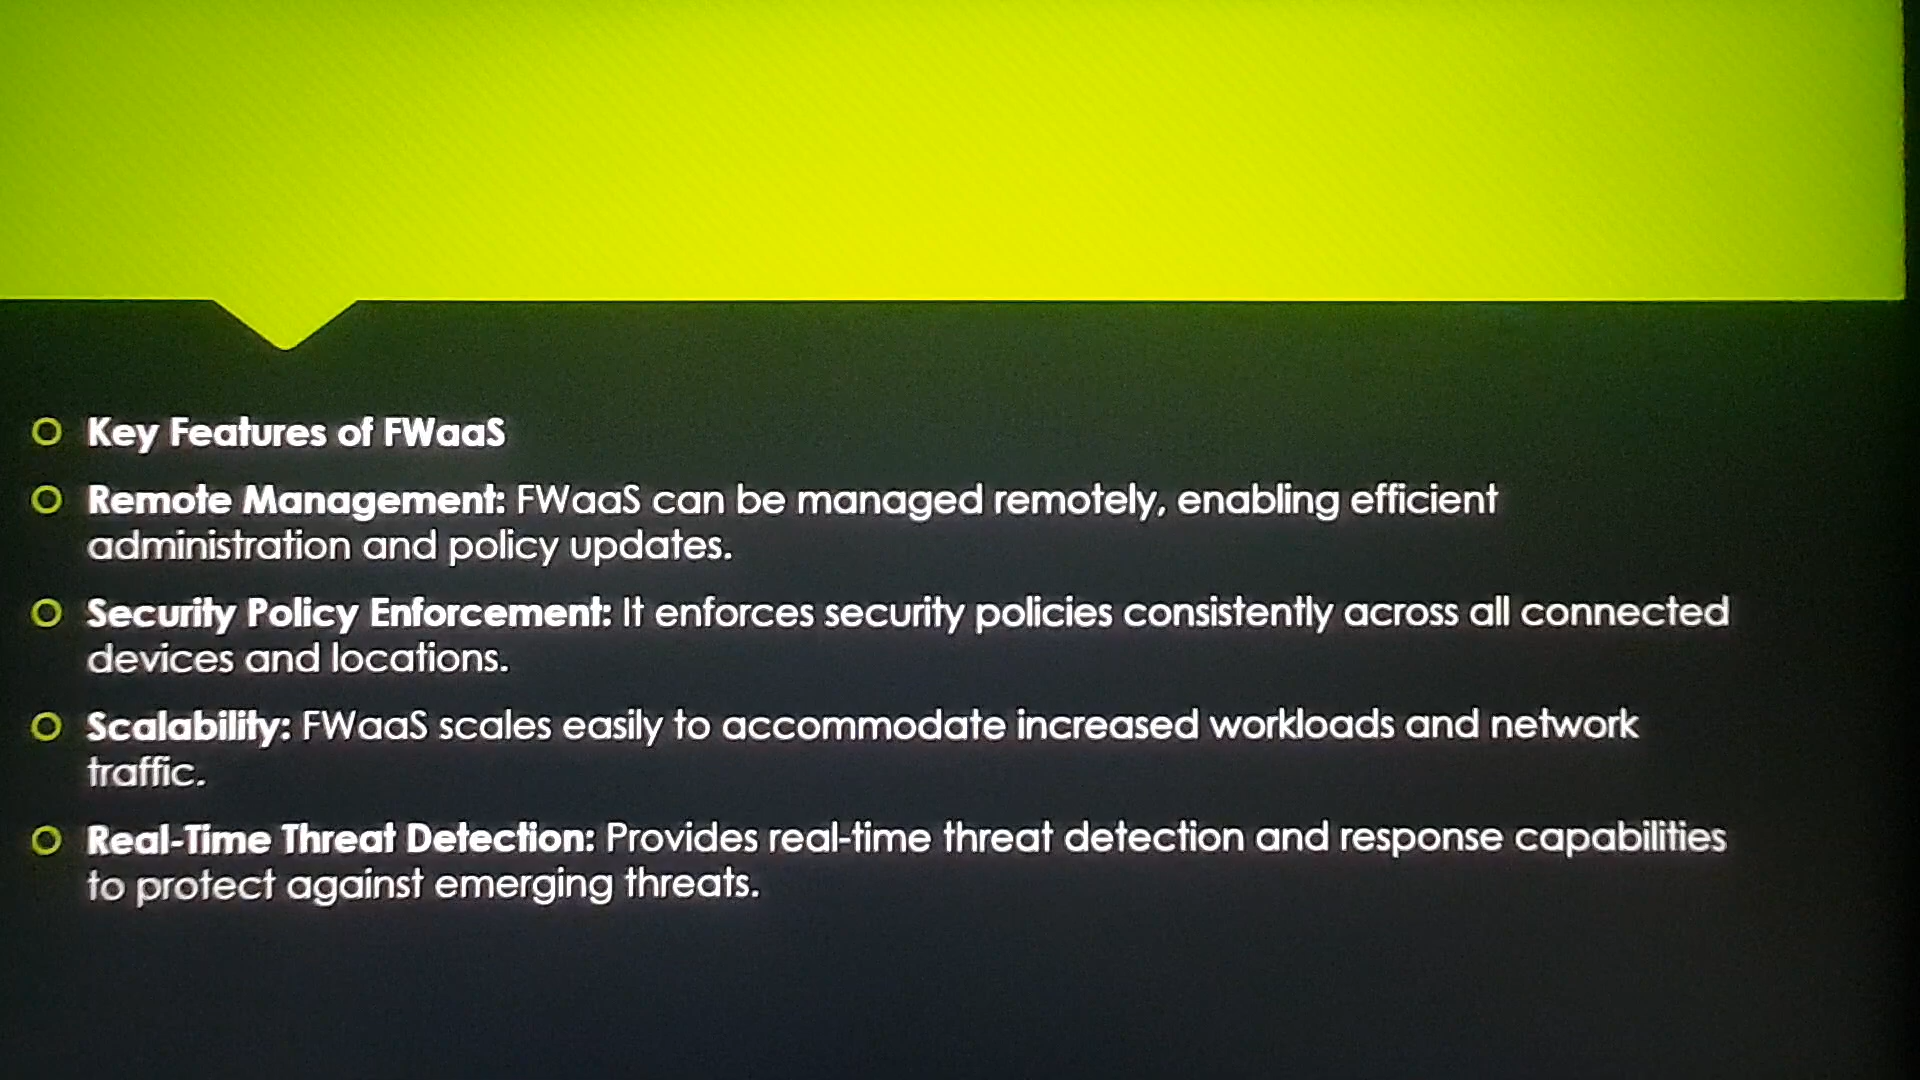 Key Features of FWaaS
Remote Management: FWaaS can be managed remotely, enabling efficient
administration and policy updates.
Security Policy Enforcement: It enforces security policies consistently across all connected
devices and locations.
Scalability: FWaaS scales easily to accommodate increased workloads and network
traffic.
Real-Time Threat Detection: Provides real-time threat detection and response capabilities
to protect against emerging threats.